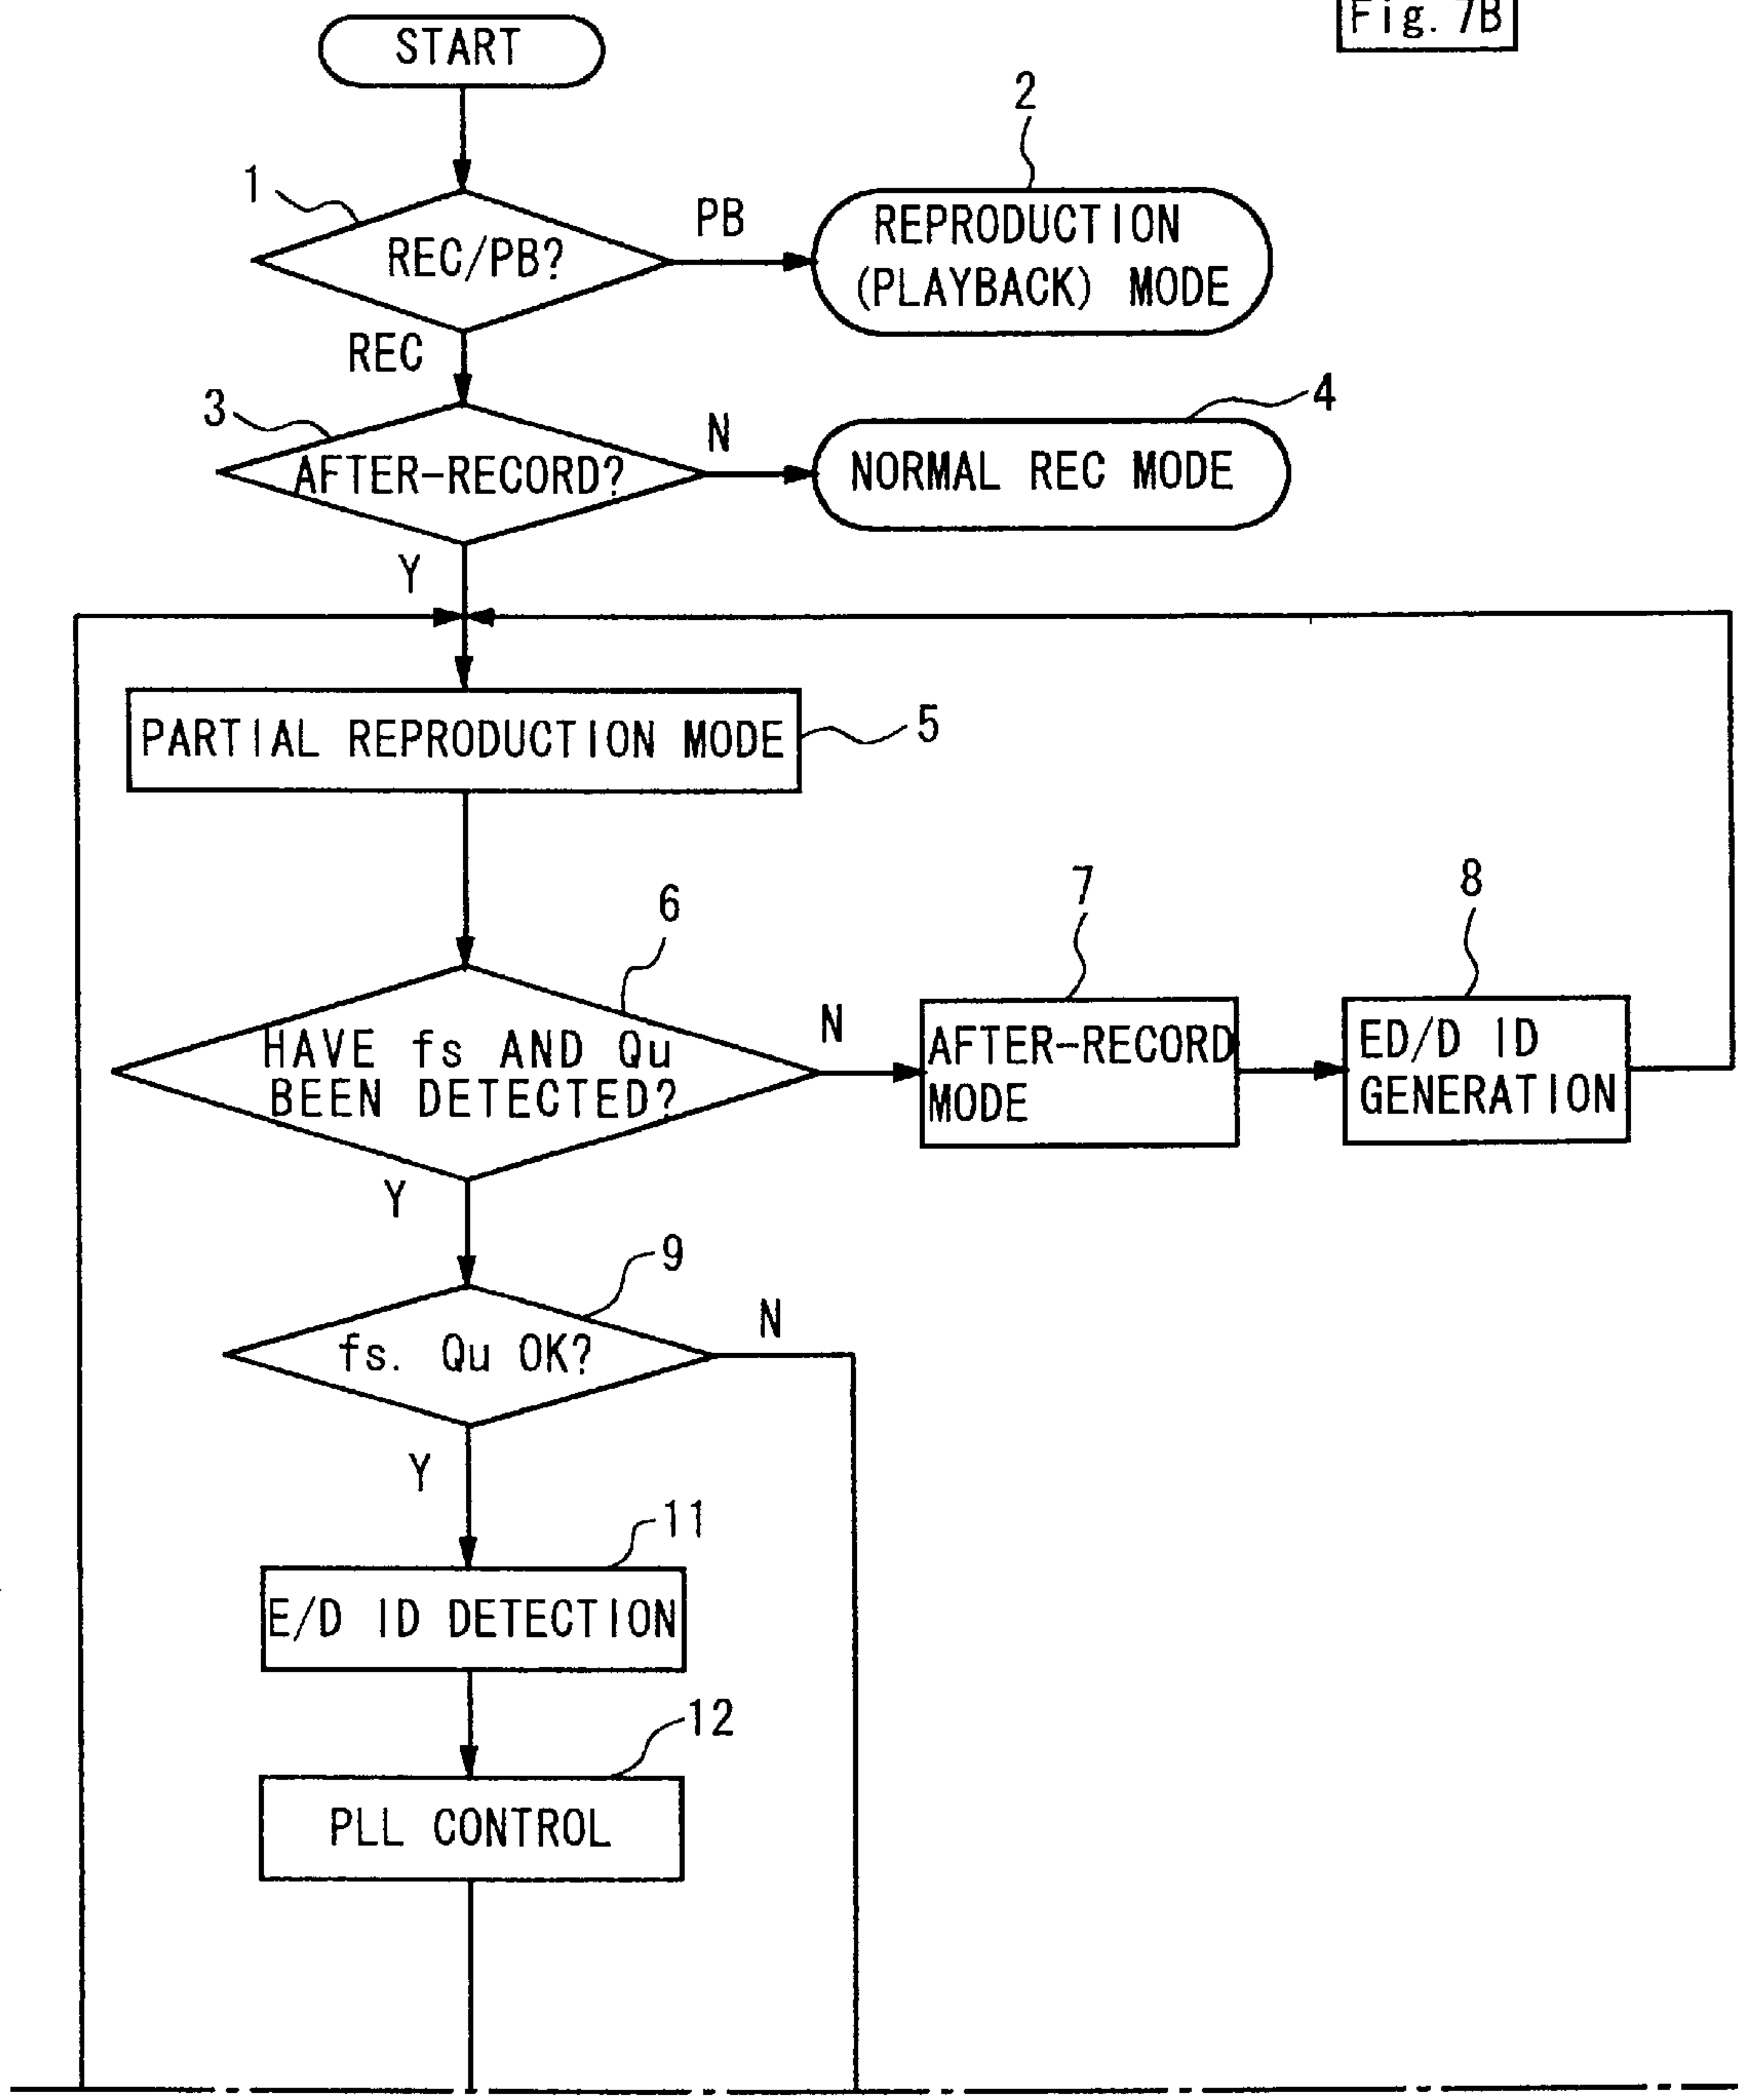 Fig. 7B
START
2
1
PB
REPRODUCTION
(PLAYBACK) MODE
REC/PB?
REC
3
4
N
AFTER-RECORD?
NORMAL REC MODE
Y
PARTIAL REPRODUCTION MODE
5
6
7
8
N
HAVE fs AND Qu
BEEN DETECTED?
AFTER-RECORD
MODE
ED/D ID
GENERATION
Y
9
N
fs. Qu OK?
Y
11
E/D ID DETECTION
12
PLL CONTROL